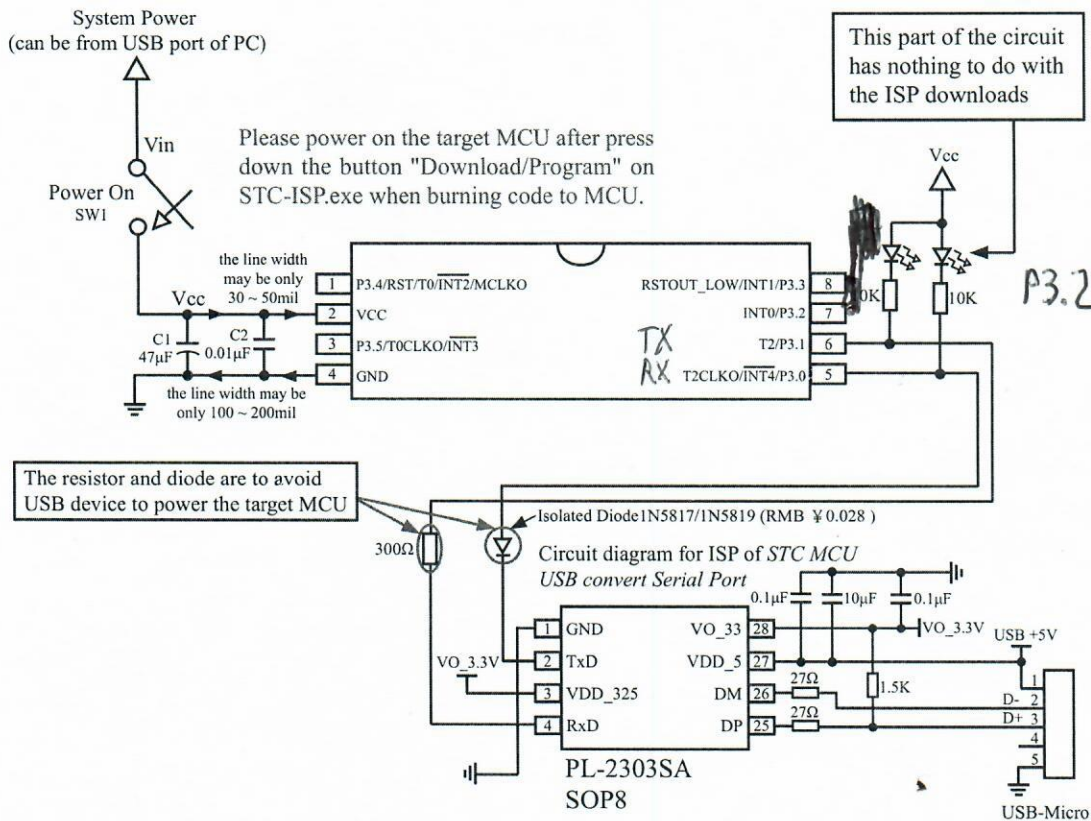 System Power
(can be from USB port of PC)
Vin
Power On
SW1
Please power on the target MCU after press
down the button "Download/Program" on
STC-ISP.exe when burning code to MCU.
This part of the circuit
has nothing to do with
the ISP downloads
Vcc
the line width
may be only
30 ~ 50mil
Vcc
C1
47µF
C2
0.01µF
the line width may be
only 100 ~ 200mil
1 P3.4/RST/T0/INT2/MCLKO
2 VCC
3 P3.5/T0CLKO/INT3
4 GND
RSTOUT_LOW/INT1/P3.3 8
INT0/P3.2 7
TX T2/P3.1 6
RX T2CLKO/INT4/P3.0 5
10K
P3.2
The resistor and diode are to avoid
USB device to power the target MCU
300Ω
Isolated Diode1N5817/1N5819 (RMB ¥0.028 )
Circuit diagram for ISP of STC MCU
USB convert Serial Port
0.1µF
10µF
0.1µF
VO_3.3V
USB +5V
VO_3.3V
1 GND
2 TxD
3 VDD_325
4 RxD
VO_33 28
VDD_5 27
DM 26
DP 25
27Ω
27Ω
1.5K
D-
D+
1
2
3
4
5
PL-2303SA
SOP8
USB-Micro